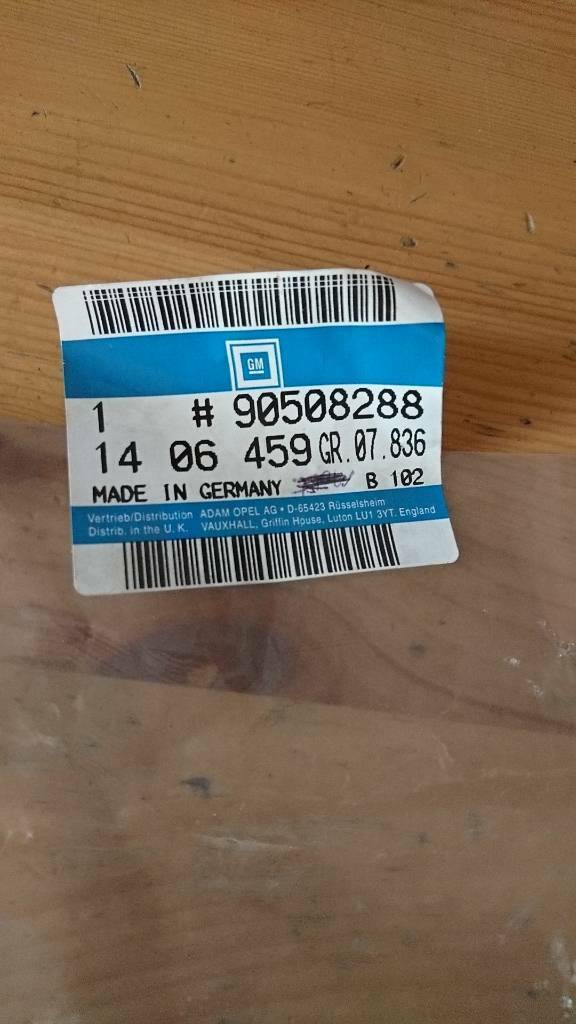 GM
1 # 90508288
14 06 459 GR. 07.836
MADE IN GERMANY B 102
Vertrieb/Distribution ADAM OPEL AG • D-65423 Rüsselsheim
Distrib. in the U. K. VAUXHALL, Griffin House, Luton LU1 3YT. England